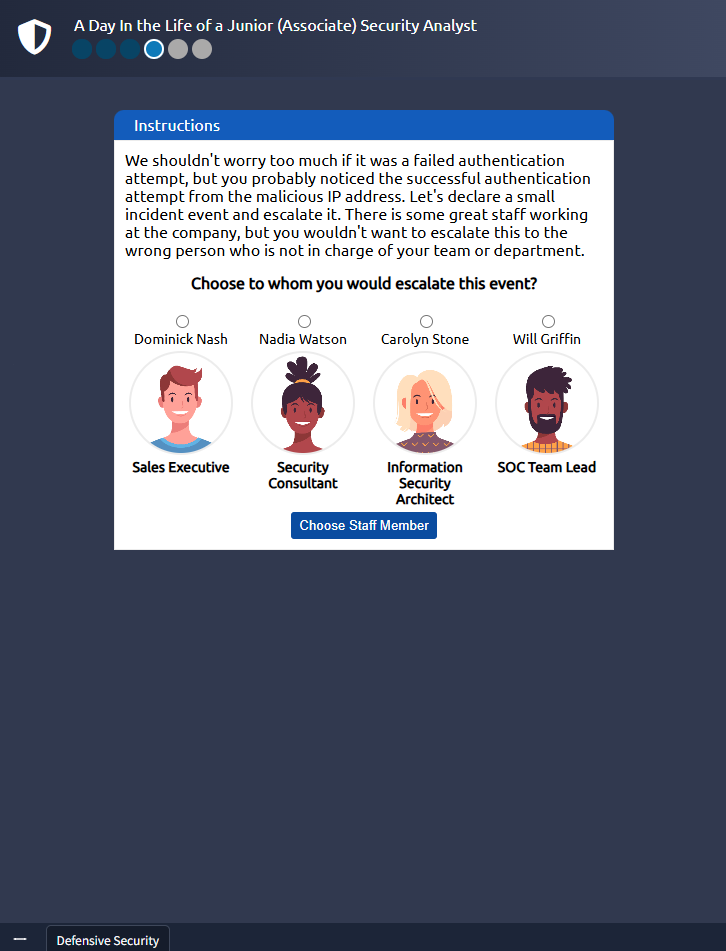 A Day In the Life of a Junior (Associate) Security Analyst
Instructions
We shouldn't worry too much if it was a failed authentication
attempt, but you probably noticed the successful authentication
attempt from the malicious IP address. Let's declare a small
incident event and escalate it. There is some great staff working
at the company, but you wouldn't want to escalate this to the
wrong person who is not in charge of your team or department.
Choose to whom you would escalate this event?
Dominick Nash
Nadia Watson
Carolyn Stone
Will Griffin
Sales Executive
Security
Consultant
Information
Security
Architect
SOC Team Lead
Choose Staff Member
Defensive Security